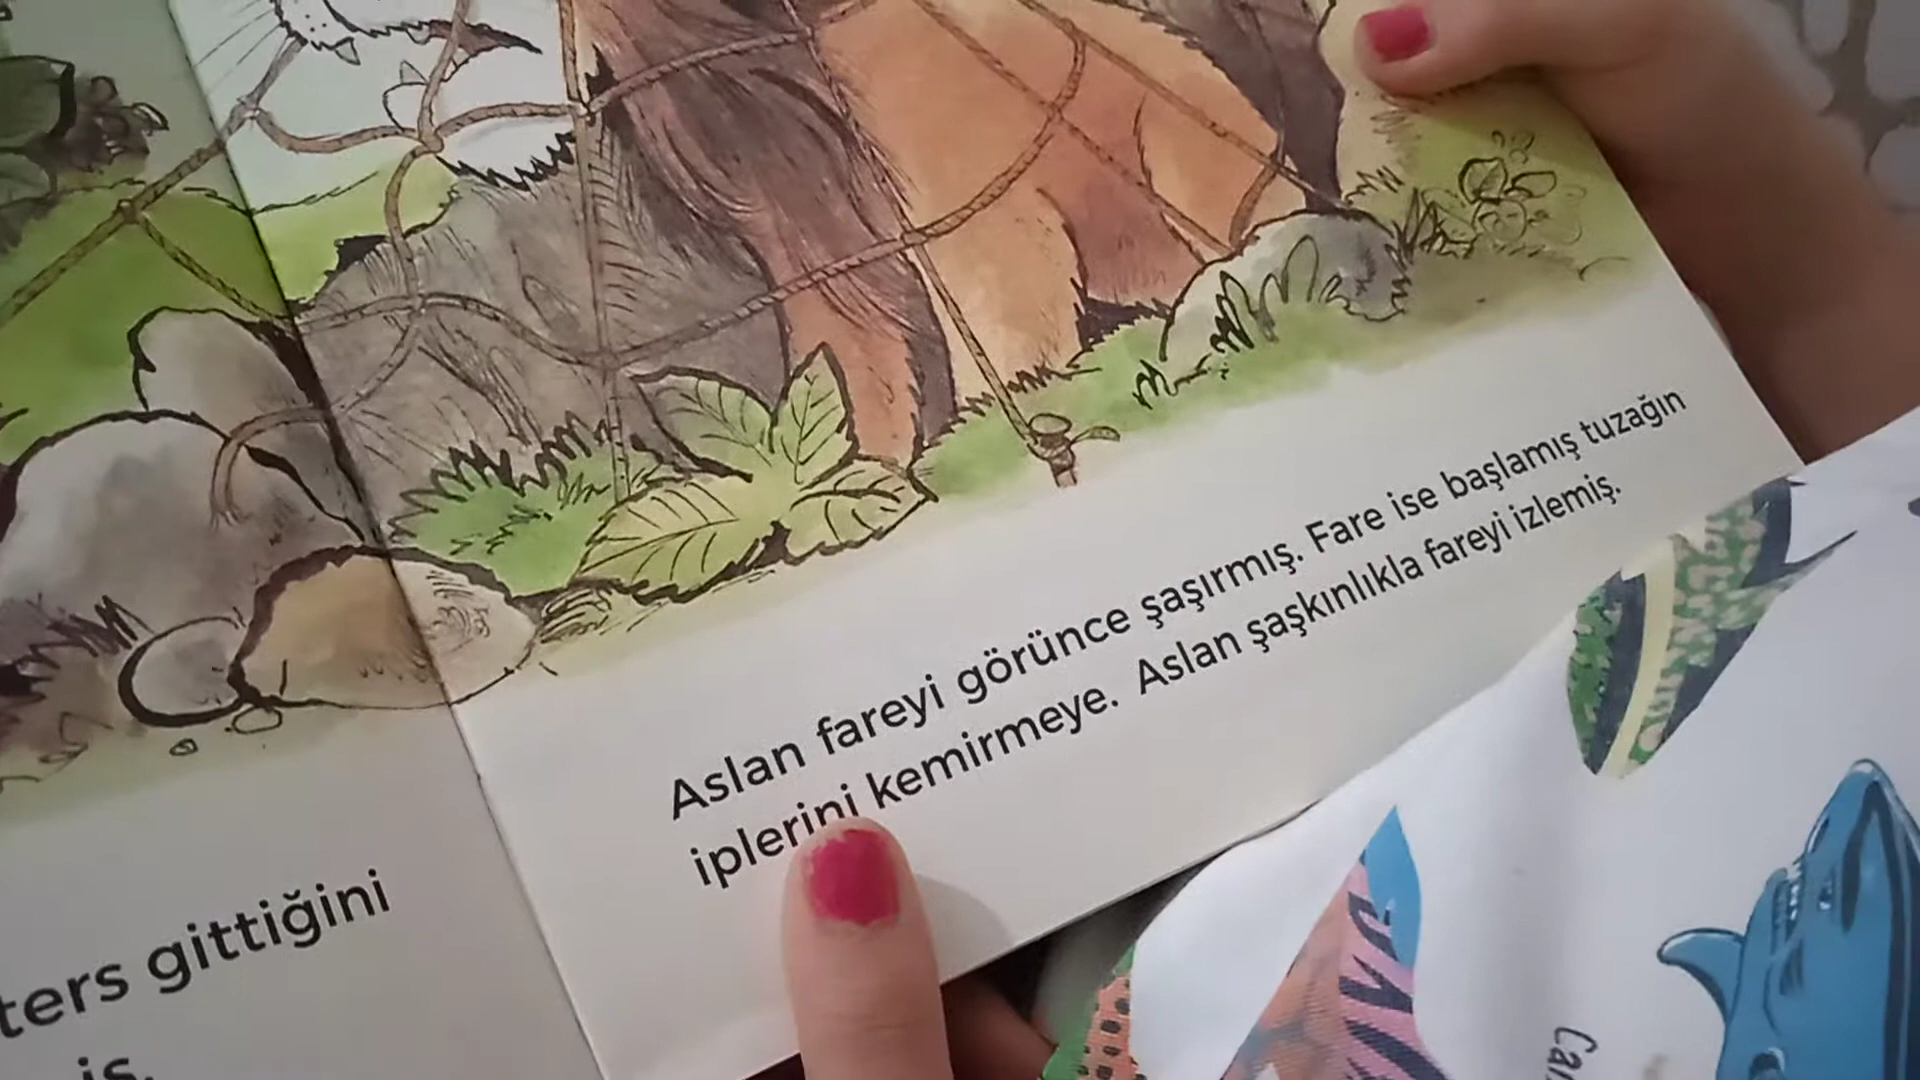 ters gittiğini
Aslan fareyi görünce şaşırmış. Fare ise başlamış tuzağın
iplerini kemirmeye. Aslan şaşkınlıkla fareyi izlemiş.